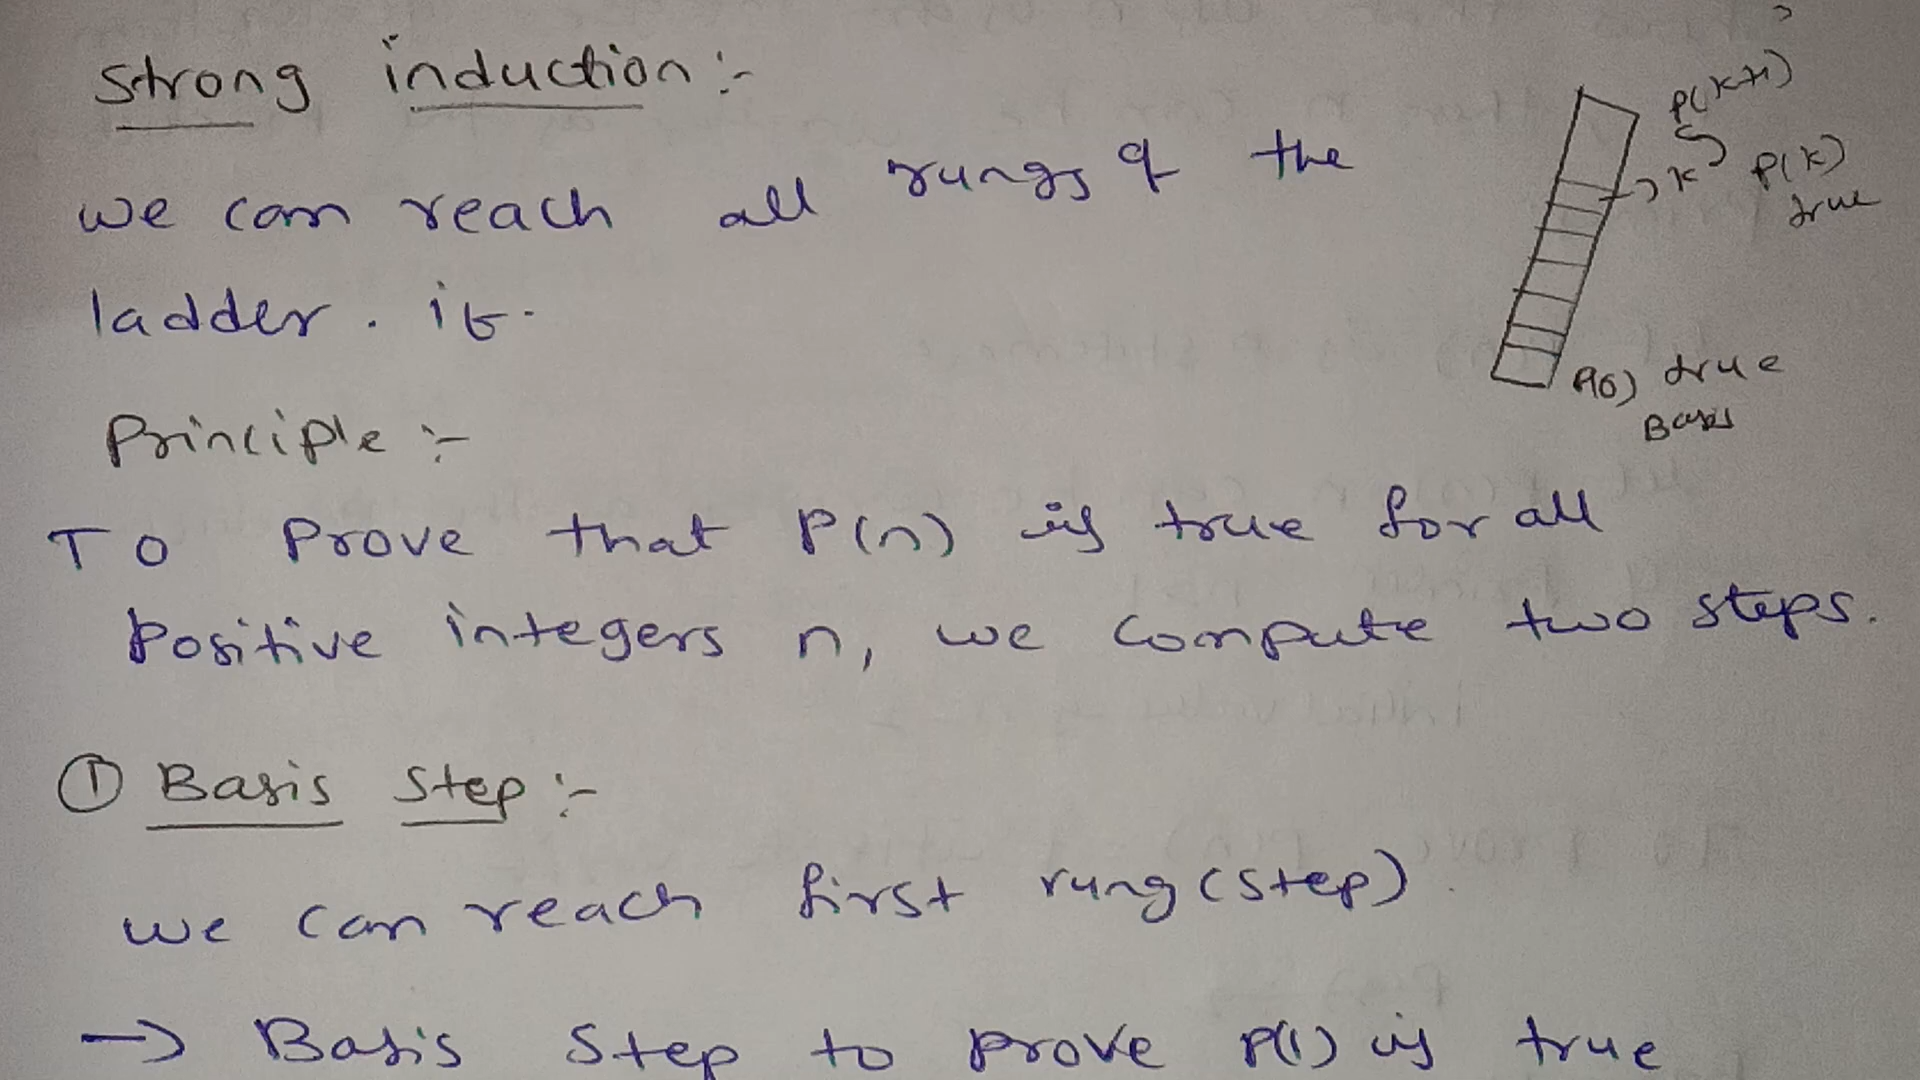 Strong induction :-
we can reach all rungs of the
ladder. if.
P(k+1)
k P(k)
true
P(0) true
Basis
Principle :-
To Prove that P(n) is true for all
Positive integers n, we compute two steps.
① Basis Step :-
we can reach first rung (step)
→ Basis Step to prove P(1) is true